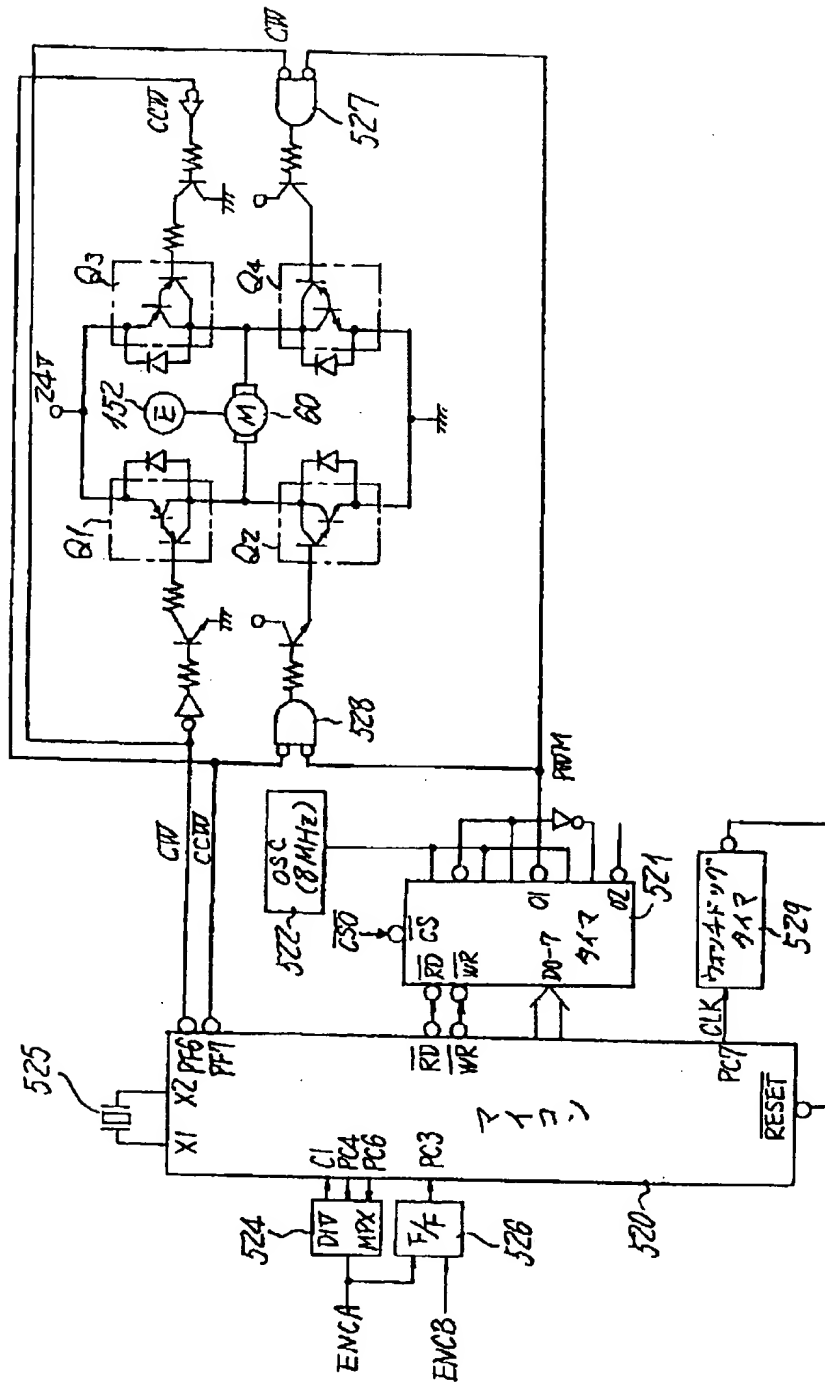 24V
CW
CCW
527
Q3
Q4
152
E
M
60
Q1
Q2
528
CW
CCW
PWM
OSC
(8MHz)
522
CS0
CS
RD
WR
D0-7
タイマ
O1
O2
521
ウォッチドッグ
タイマ
529
CLK
525
X1
X2
PF6
PF7
RD
WR
マイコン
PC7
RESET
520
C1
PC4
PC6
PC3
DIV
MPX
524
F/F
526
ENCA
ENCB